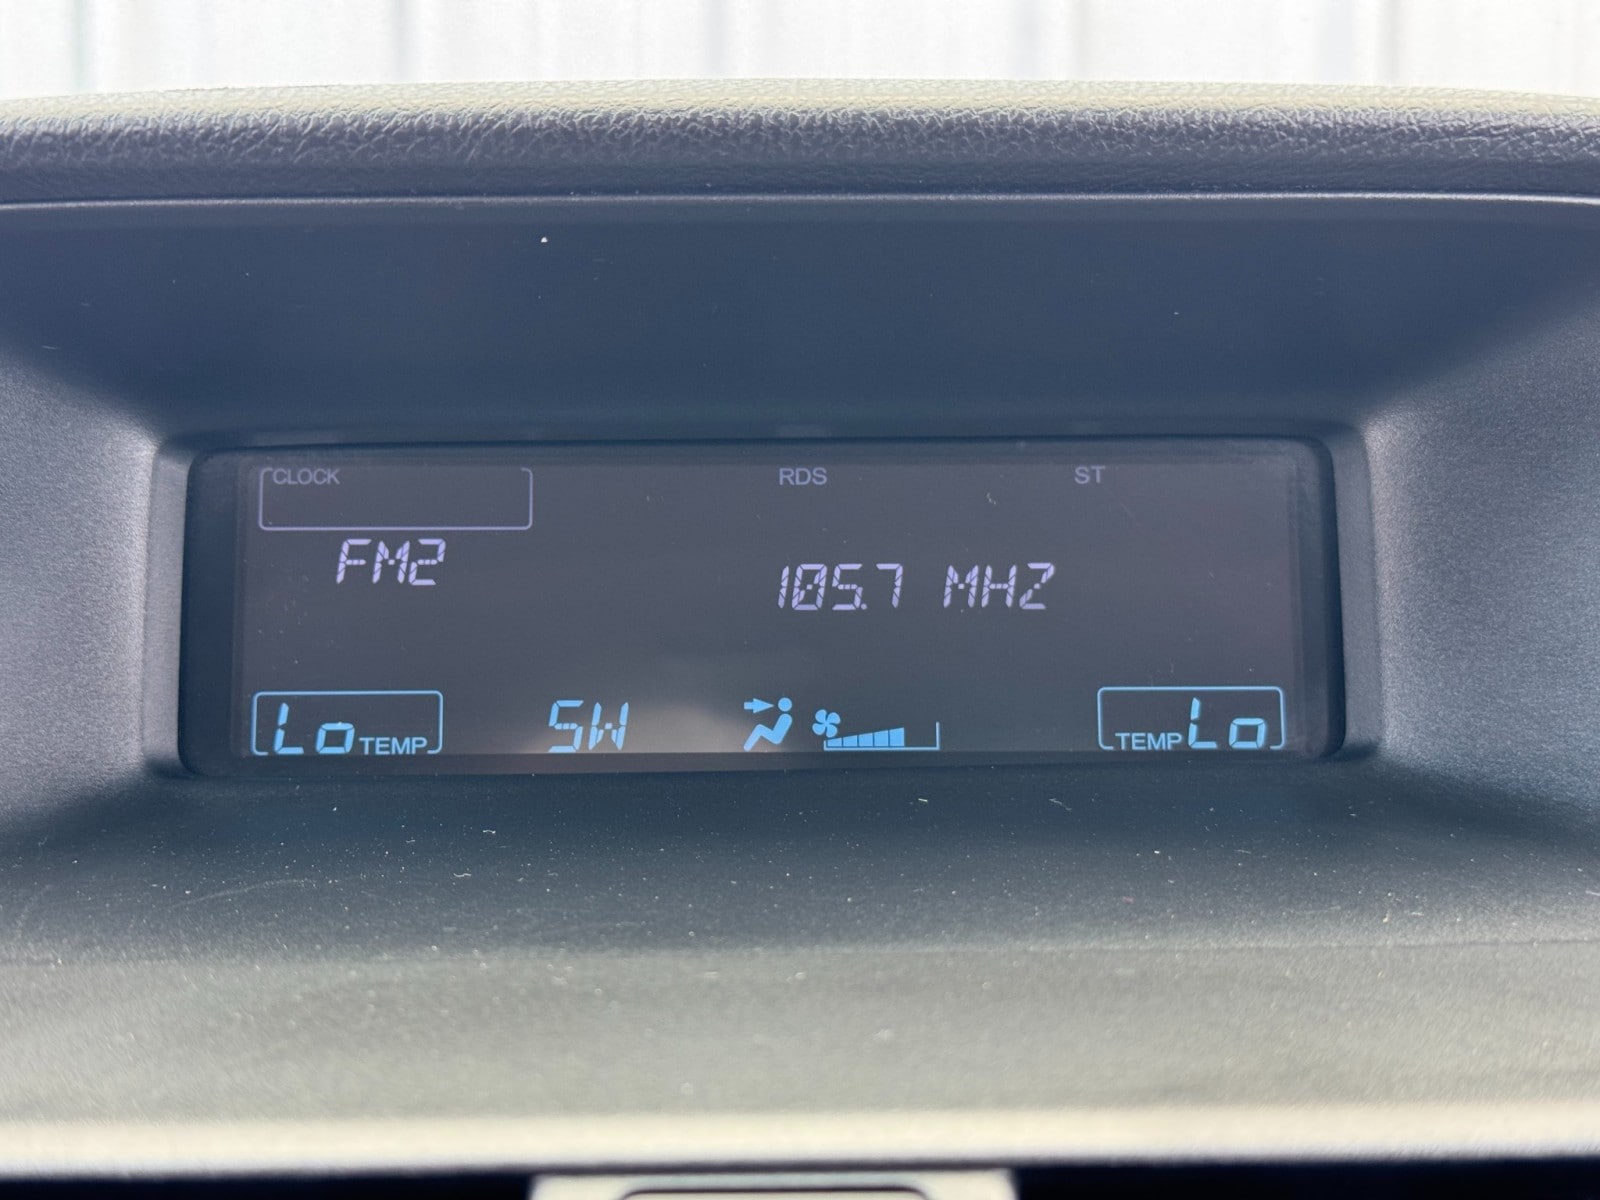 CLOCK RDS ST
FM2
105.7 MHZ
Lo TEMP SW TEMP Lo